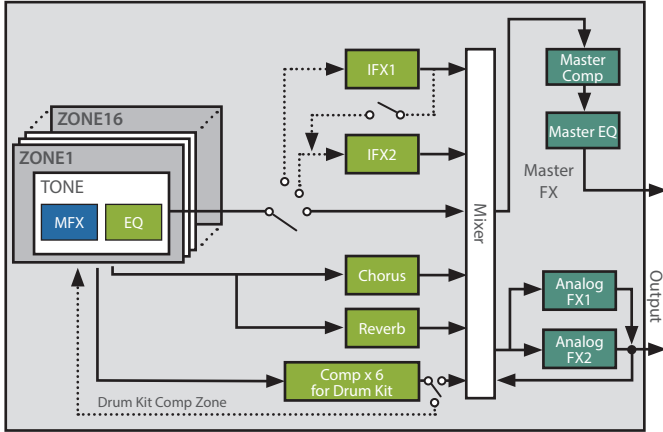 ZONE16
ZONE1
TONE
MFX
EQ
IFX1
IFX2
Chorus
Reverb
Comp x 6
for Drum Kit
Drum Kit Comp Zone
Mixer
Master
Comp
Master EQ
Master
FX
Analog
FX1
Analog
FX2
Output